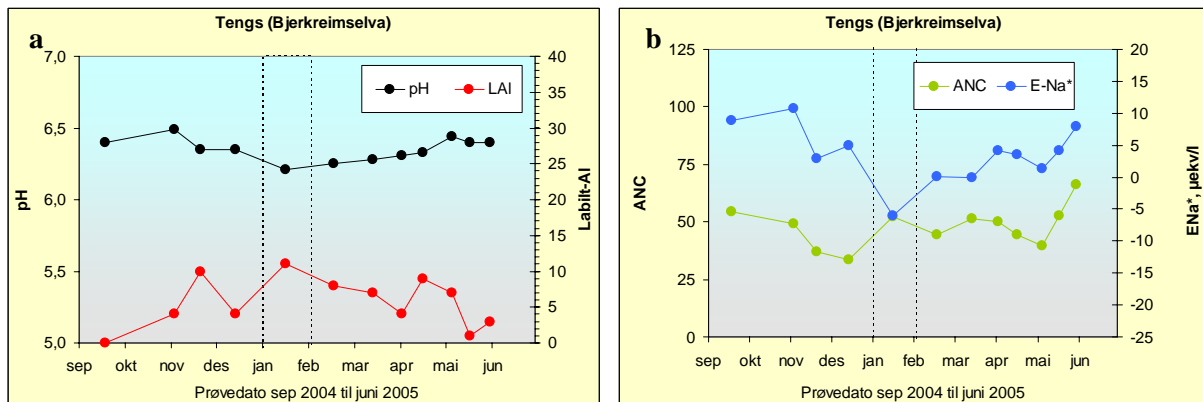 Tengs (Bjerkreimselva)
a
7,0
6,5
6,0
5,5
5,0
pH
40
35
30
25
20
15
10
5
0
Labilt-Al
pH
LAl
sep
okt
nov
des
jan
feb
mar
apr
mai
jun
Prøvedato sep 2004 til juni 2005
Tengs (Bjerkreimselva)
b
125
100
75
50
25
0
ANC
20
15
10
5
0
-5
-10
-15
-20
-25
ENa*, µekv/l
ANC
E-Na*
sep
okt
nov
des
jan
feb
mar
apr
mai
jun
Prøvedato sep 2004 til juni 2005